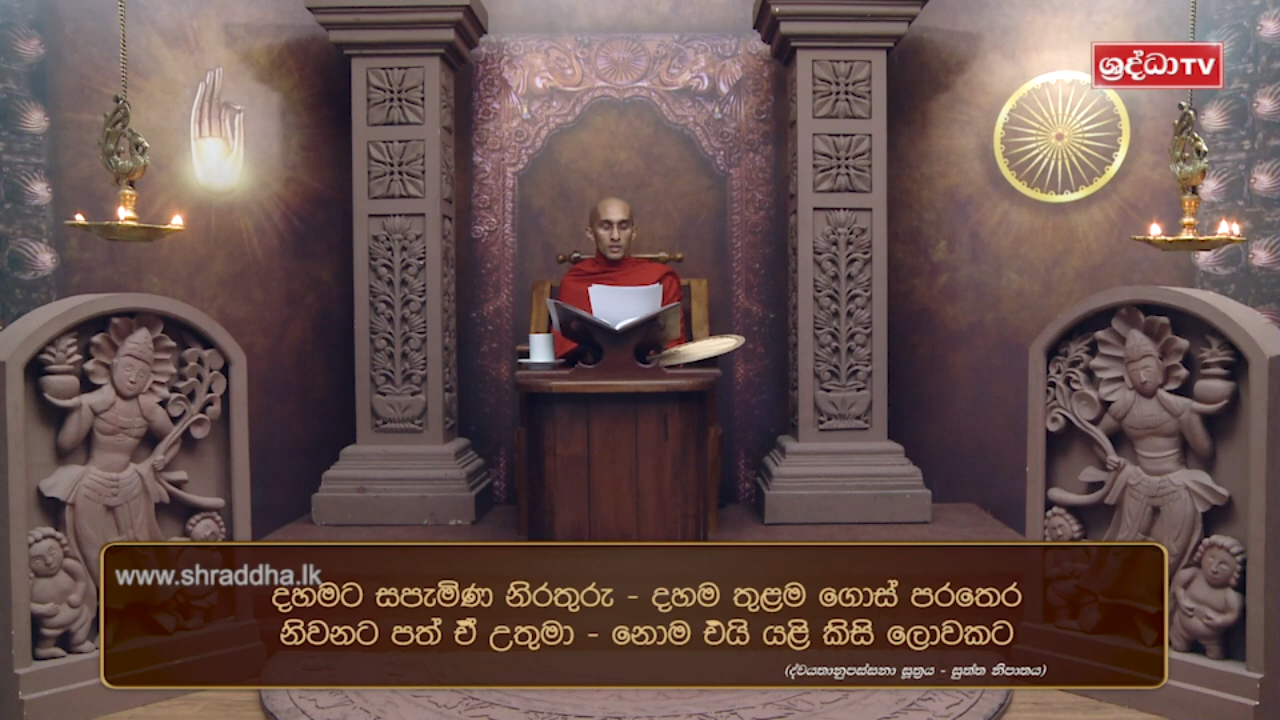 ශ්‍රද්ධා TV
www.shraddha.lk
දහමට සපැමිණ නිරතුරු - දහම තුළම ගොස් පරතෙර
නිවනට පත් ඒ උතුමා - නොම එයි යළි කිසි ලොවකට
(ද්වයතානුපස්සනා සූත්‍රය - සුත්ත නිපාතය)